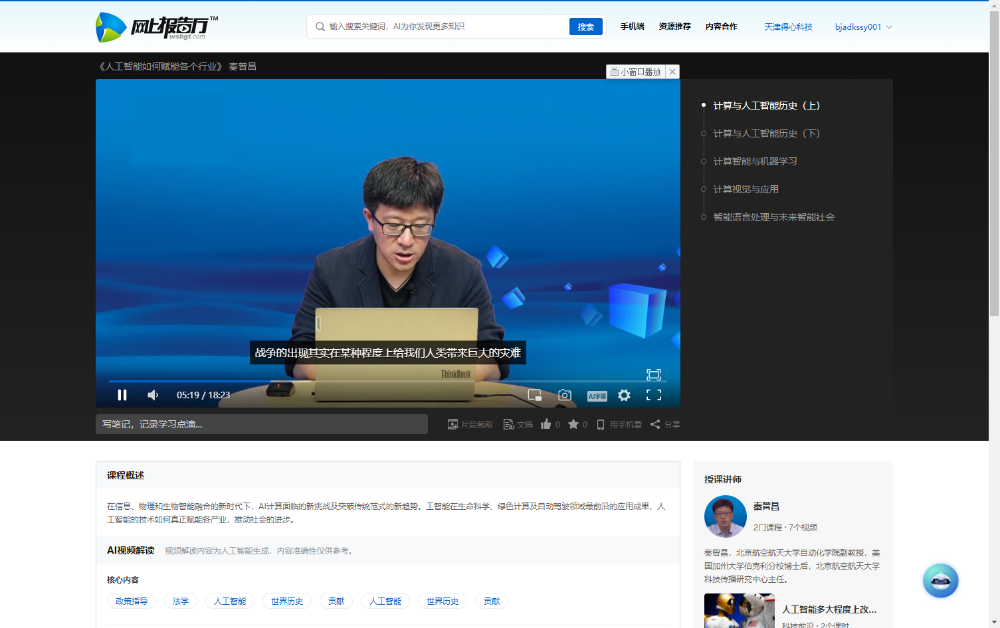 网上报告厅™
wsbgt.com
输入搜索关键词，AI为你发现更多知识
搜索
手机端
资源推荐
内容合作
天津得心科技
bjadkssy001
《人工智能如何赋能各个行业》 秦曾昌
小窗口播放
计算与人工智能历史（上）
计算与人工智能历史（下）
计算智能与机器学习
计算视觉与应用
智能语言处理与未来智能社会
Lenovo
战争的出现其实在某种程度上给我们人类带来巨大的灾难
ThinkBook
05:19 / 18:23
AI字幕
写笔记，记录学习点滴...
片段截取
文稿
0
0
用手机看
分享
课程概述
在信息、物理和生物智能融合的新时代下，AI计算面临的新挑战及突破传统范式的新趋势。工智能在生命科学、绿色计算及自动驾驶领域最前沿的应用成果，人
工智能的技术如何真正赋能各产业，推动社会的进步。
AI视频解读 视频解读内容为人工智能生成，内容准确性仅供参考。
核心内容
政策指导
法学
人工智能
世界历史
贡献
人工智能
世界历史
贡献
授课讲师
秦曾昌
2门课程 · 7个视频
秦曾昌，北京航空航天大学自动化学院副教授，美
国加州大学伯克利分校博士后，北京航空航天大学
科技传播研究中心主任。
人工智能多大程度上改...
科技前沿 · 2个课时